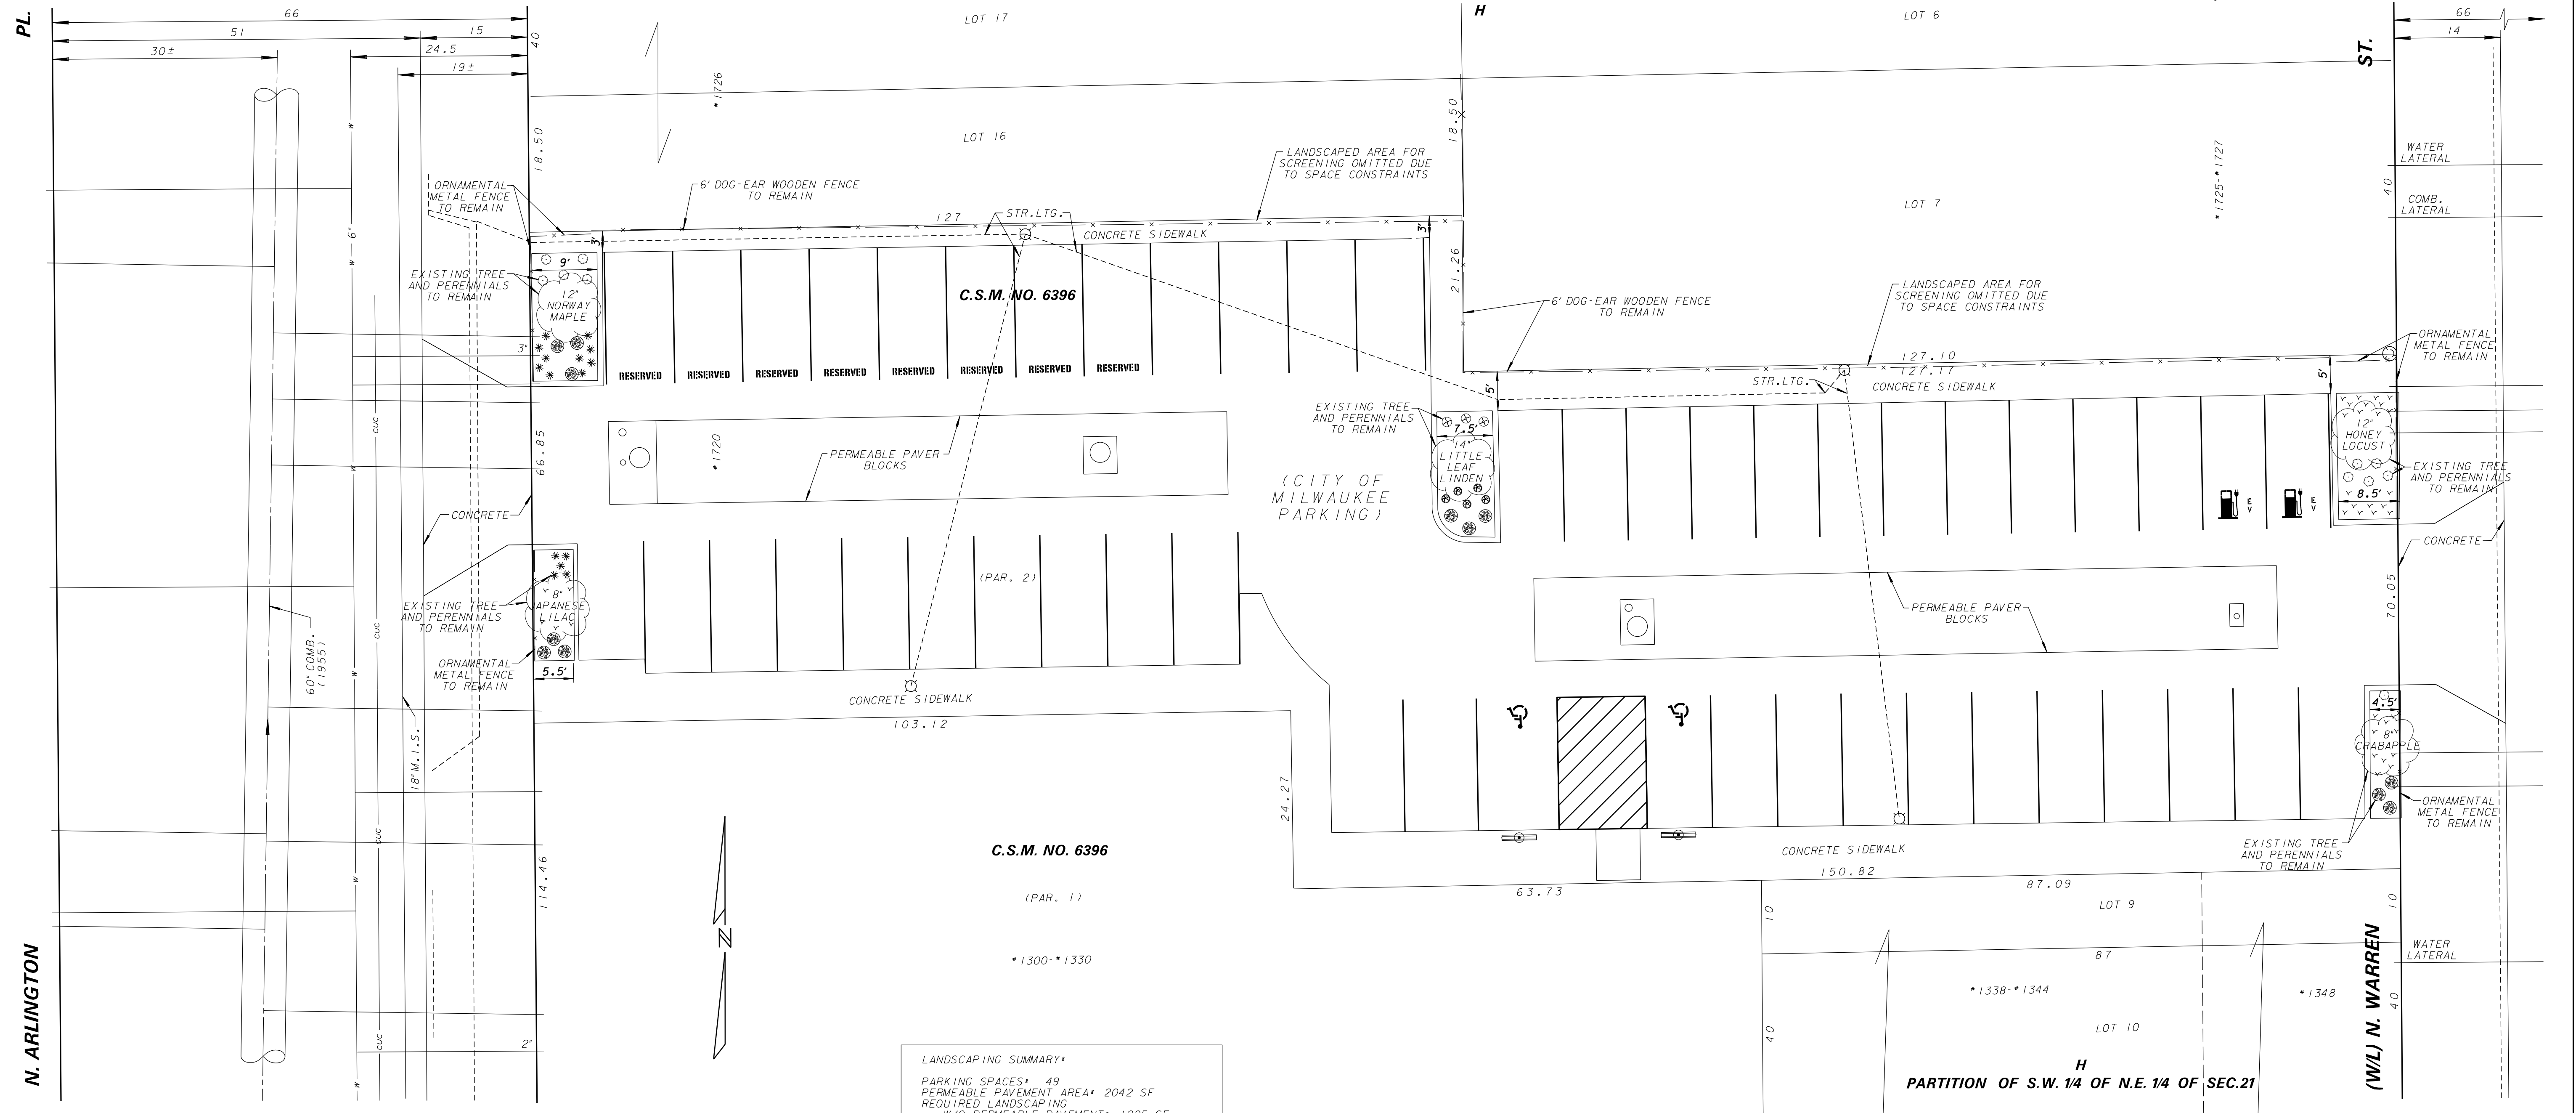 PL.
66
51
15
30±
24.5
19±
40
LOT 17
H
LOT 6
ST.
66
14
#1726
18.50
LOT 16
18.50
LANDSCAPED AREA FOR
SCREENING OMITTED DUE
TO SPACE CONSTRAINTS
#1725-#1727
WATER
LATERAL
40
COMB.
LATERAL
LOT 7
ORNAMENTAL
METAL FENCE
TO REMAIN
6' DOG-EAR WOODEN FENCE
TO REMAIN
127
STR.LTG.
CONCRETE SIDEWALK
3'
3'
W
6"
W
9'
EXISTING TREE
AND PERENNIALS
TO REMAIN
12"
NORWAY
MAPLE
C.S.M. NO. 6396
21.26
6' DOG-EAR WOODEN FENCE
TO REMAIN
LANDSCAPED AREA FOR
SCREENING OMITTED DUE
TO SPACE CONSTRAINTS
ORNAMENTAL
METAL FENCE
TO REMAIN
3"
127.10
127.17
STR.LTG.
CONCRETE SIDEWALK
5'
5'
RESERVED
RESERVED
RESERVED
RESERVED
RESERVED
RESERVED
RESERVED
RESERVED
CUC
66.85
#1720
PERMEABLE PAVER
BLOCKS
EXISTING TREE
AND PERENNIALS
TO REMAIN
7.5'
14"
LITTLE
LEAF
LINDEN
(CITY OF
MILWAUKEE
PARKING)
12"
HONEY
LOCUST
EXISTING TREE
AND PERENNIALS
TO REMAIN
8.5'
EV
EV
W
CONCRETE
CONCRETE
(PAR. 2)
EXISTING TREE
AND PERENNIALS
TO REMAIN
8"
JAPANESE
LILAC
PERMEABLE PAVER
BLOCKS
70.05
60" COMB.
(1955)
CUC
W
ORNAMENTAL
METAL FENCE
TO REMAIN
5.5'
CONCRETE SIDEWALK
103.12
4.5'
8"
CRABAPPLE
18" M.I.S.
24.27
ORNAMENTAL
METAL FENCE
TO REMAIN
CUC
W
C.S.M. NO. 6396
CONCRETE SIDEWALK
EXISTING TREE
AND PERENNIALS
TO REMAIN
114.46
63.73
150.82
87.09
(PAR. 1)
10
LOT 9
10
N
N. ARLINGTON
#1300-#1330
87
(W/L) N. WARREN
WATER
LATERAL
#1338-#1344
#1348
40
40
LOT 10
CUC
2"
W
LANDSCAPING SUMMARY:
PARKING SPACES: 49
PERMEABLE PAVEMENT AREA: 2042 SF
REQUIRED LANDSCAPING
H
PARTITION OF S.W. 1/4 OF N.E. 1/4 OF SEC.21